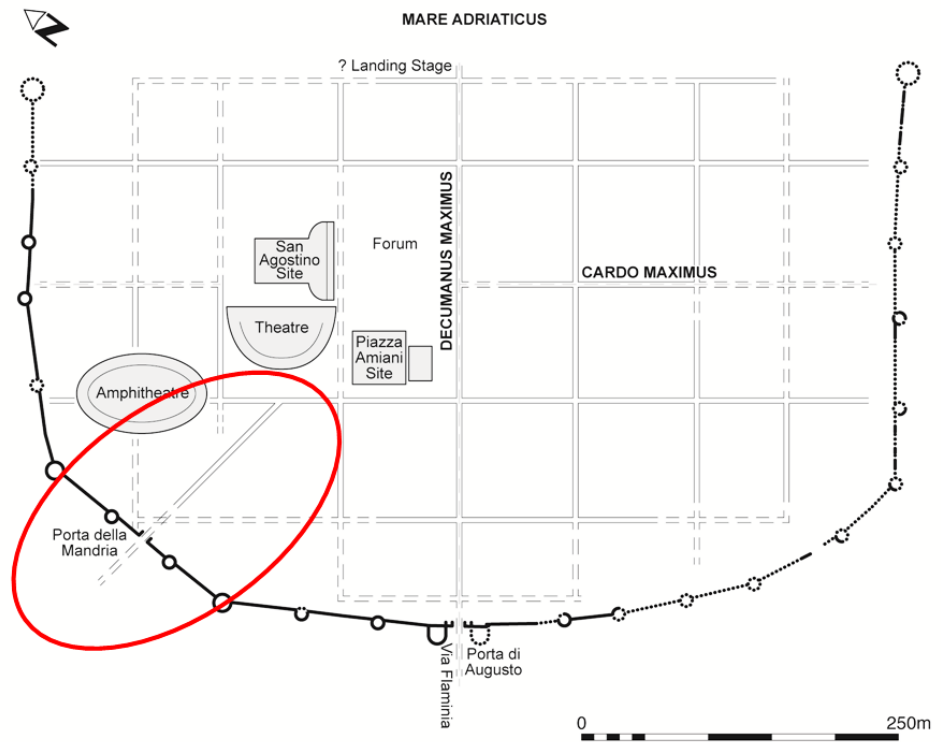 MARE ADRIATICUS
? Landing Stage
DECUMANUS MAXIMUS
San
Agostino
Site
Forum
CARDO MAXIMUS
Theatre
Piazza
Amiani
Site
Amphitheatre
Porta della
Mandria
Via Flaminia
Porta di
Augusto
0 250m